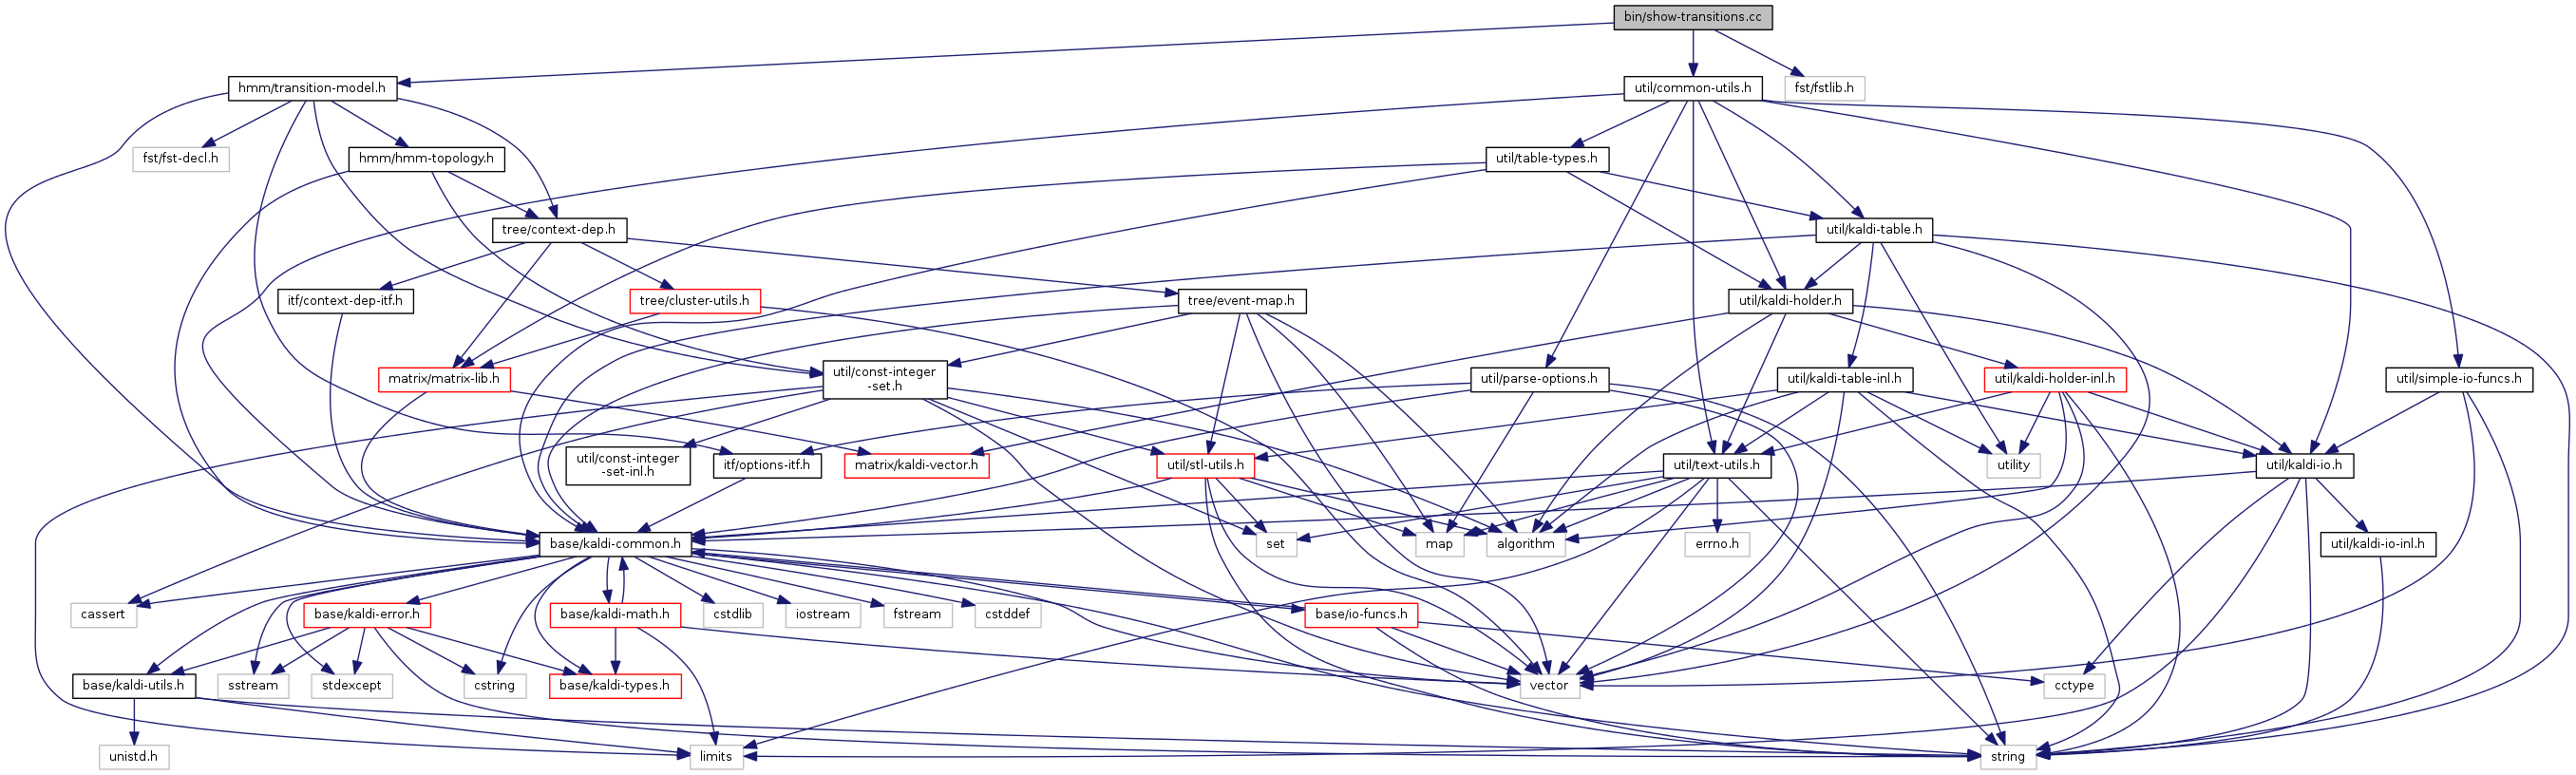 bin/show-transitions.cc
hmm/transition-model.h
util/common-utils.h
fst/fstlib.h
fst/fst-decl.h
hmm/hmm-topology.h
util/table-types.h
tree/context-dep.h
util/kaldi-table.h
itf/context-dep-itf.h
tree/cluster-utils.h
tree/event-map.h
util/kaldi-holder.h
matrix/matrix-lib.h
util/const-integer
-set.h
util/parse-options.h
util/kaldi-table-inl.h
util/kaldi-holder-inl.h
util/simple-io-funcs.h
util/const-integer
-set-inl.h
itf/options-itf.h
matrix/kaldi-vector.h
util/stl-utils.h
util/text-utils.h
utility
util/kaldi-io.h
base/kaldi-common.h
set
map
algorithm
errno.h
util/kaldi-io-inl.h
cassert
base/kaldi-error.h
base/kaldi-math.h
cstdlib
iostream
fstream
cstddef
base/io-funcs.h
base/kaldi-utils.h
sstream
stdexcept
cstring
base/kaldi-types.h
vector
cctype
unistd.h
limits
string